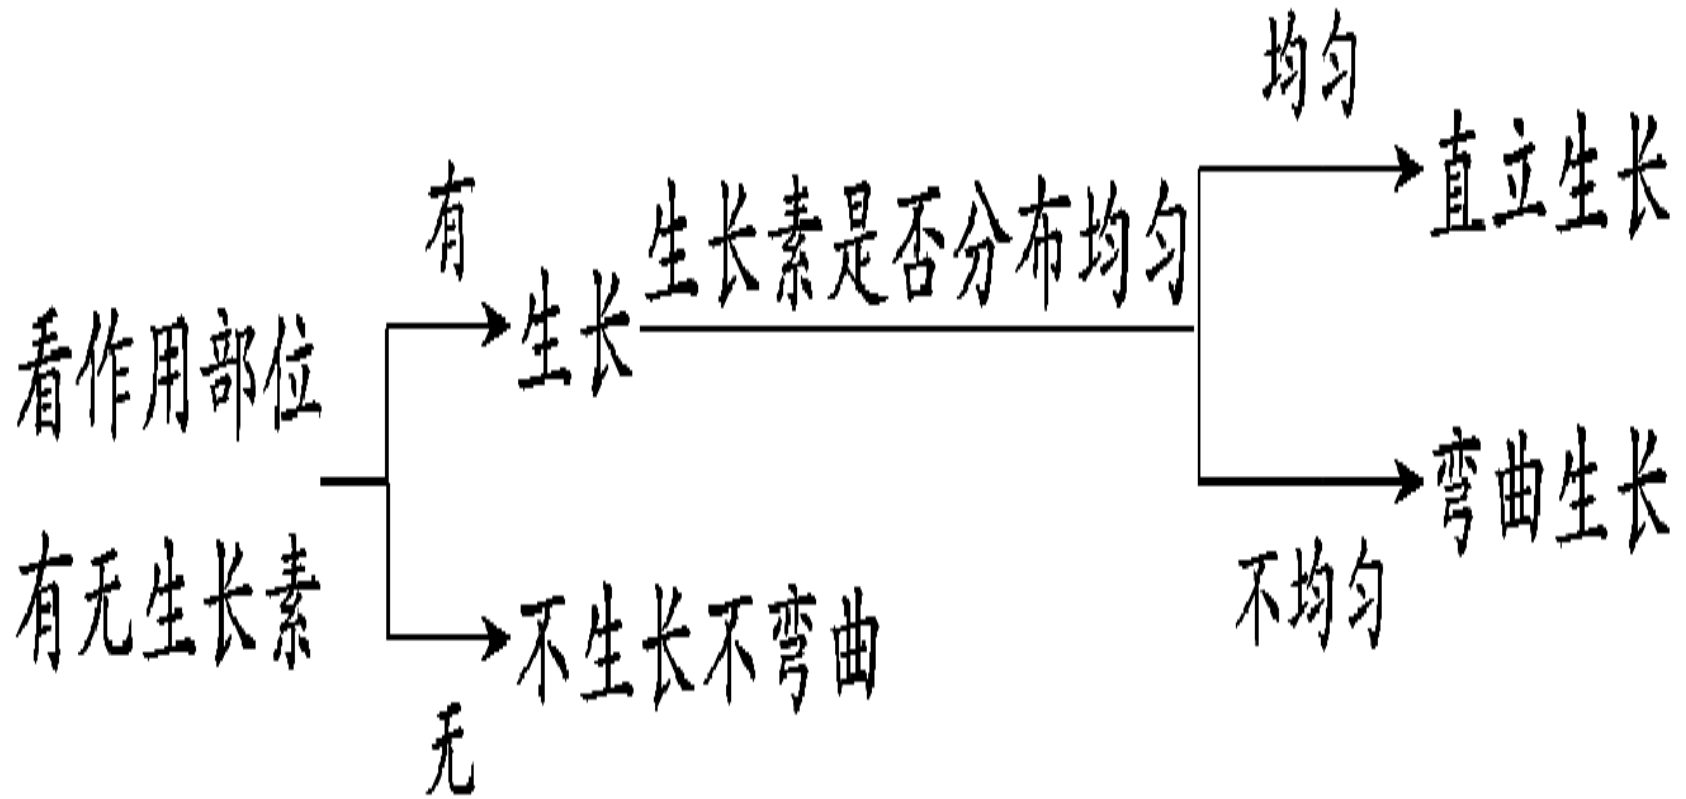 看作用部位
有无生长素
有
生长
生长素是否分布均匀
均匀
直立生长
不均匀
弯曲生长
无
不生长不弯曲